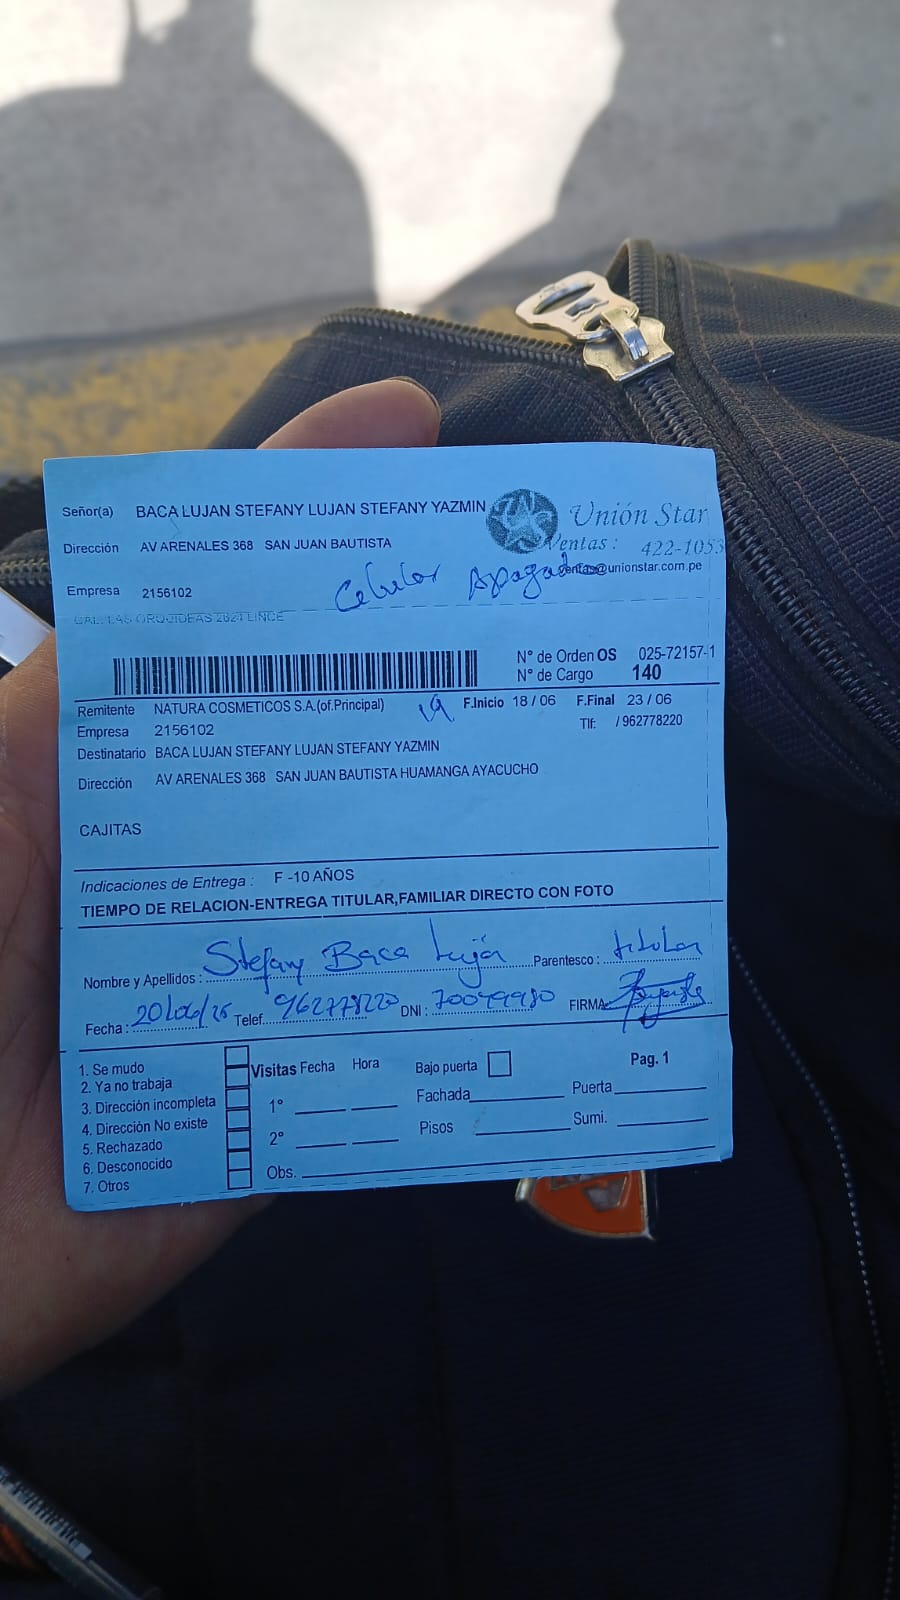 Señor(a) BACA LUJAN STEFANY LUJAN STEFANY YAZMIN
Unión Star
Dirección AV ARENALES 368 SAN JUAN BAUTISTA
Ventas : 422-1053
Empresa 2156102
Celular Apagado
ventas@unionstar.com.pe
CAL. LAS ORQUIDEAS 2624 LINCE
N° de Orden OS 025-72157-1
N° de Cargo 140
Remitente NATURA COSMETICOS S.A.(of.Principal) 19 F.Inicio 18 / 06 F.Final 23 / 06
Empresa 2156102 Tlf: / 962778220
Destinatario BACA LUJAN STEFANY LUJAN STEFANY YAZMIN
Dirección AV ARENALES 368 SAN JUAN BAUTISTA HUAMANGA AYACUCHO
CAJITAS
Indicaciones de Entrega : F -10 AÑOS
TIEMPO DE RELACION-ENTREGA TITULAR,FAMILIAR DIRECTO CON FOTO
Nombre y Apellidos : Stefany Baca Luján Parentesco : titular
Fecha : 20/06/25 Telef. 962778220 DNI : 70099980 FIRMA
1. Se mudo
2. Ya no trabaja
3. Dirección incompleta
4. Dirección No existe
5. Rechazado
6. Desconocido
7. Otros
Visitas Fecha Hora Bajo puerta Pag. 1
1° Fachada Puerta
2° Pisos Sumi.
Obs.